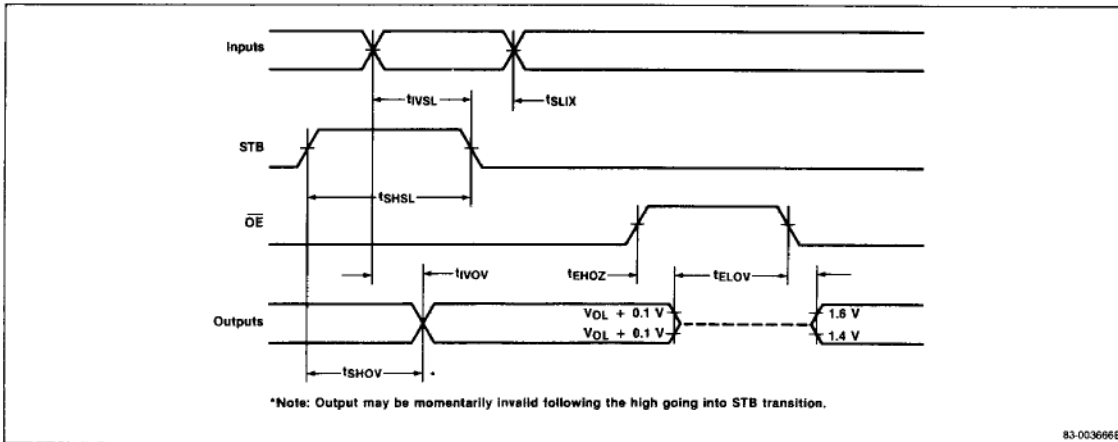 Inputs
tIVSL
tSLIX
STB
tSHSL
OE
tIVOV
tEHOZ
tELOV
Outputs
VOL + 0.1 V
VOL + 0.1 V
1.6 V
1.4 V
tSHOV
*
*Note: Output may be momentarily invalid following the high going into STB transition.
83-003666B